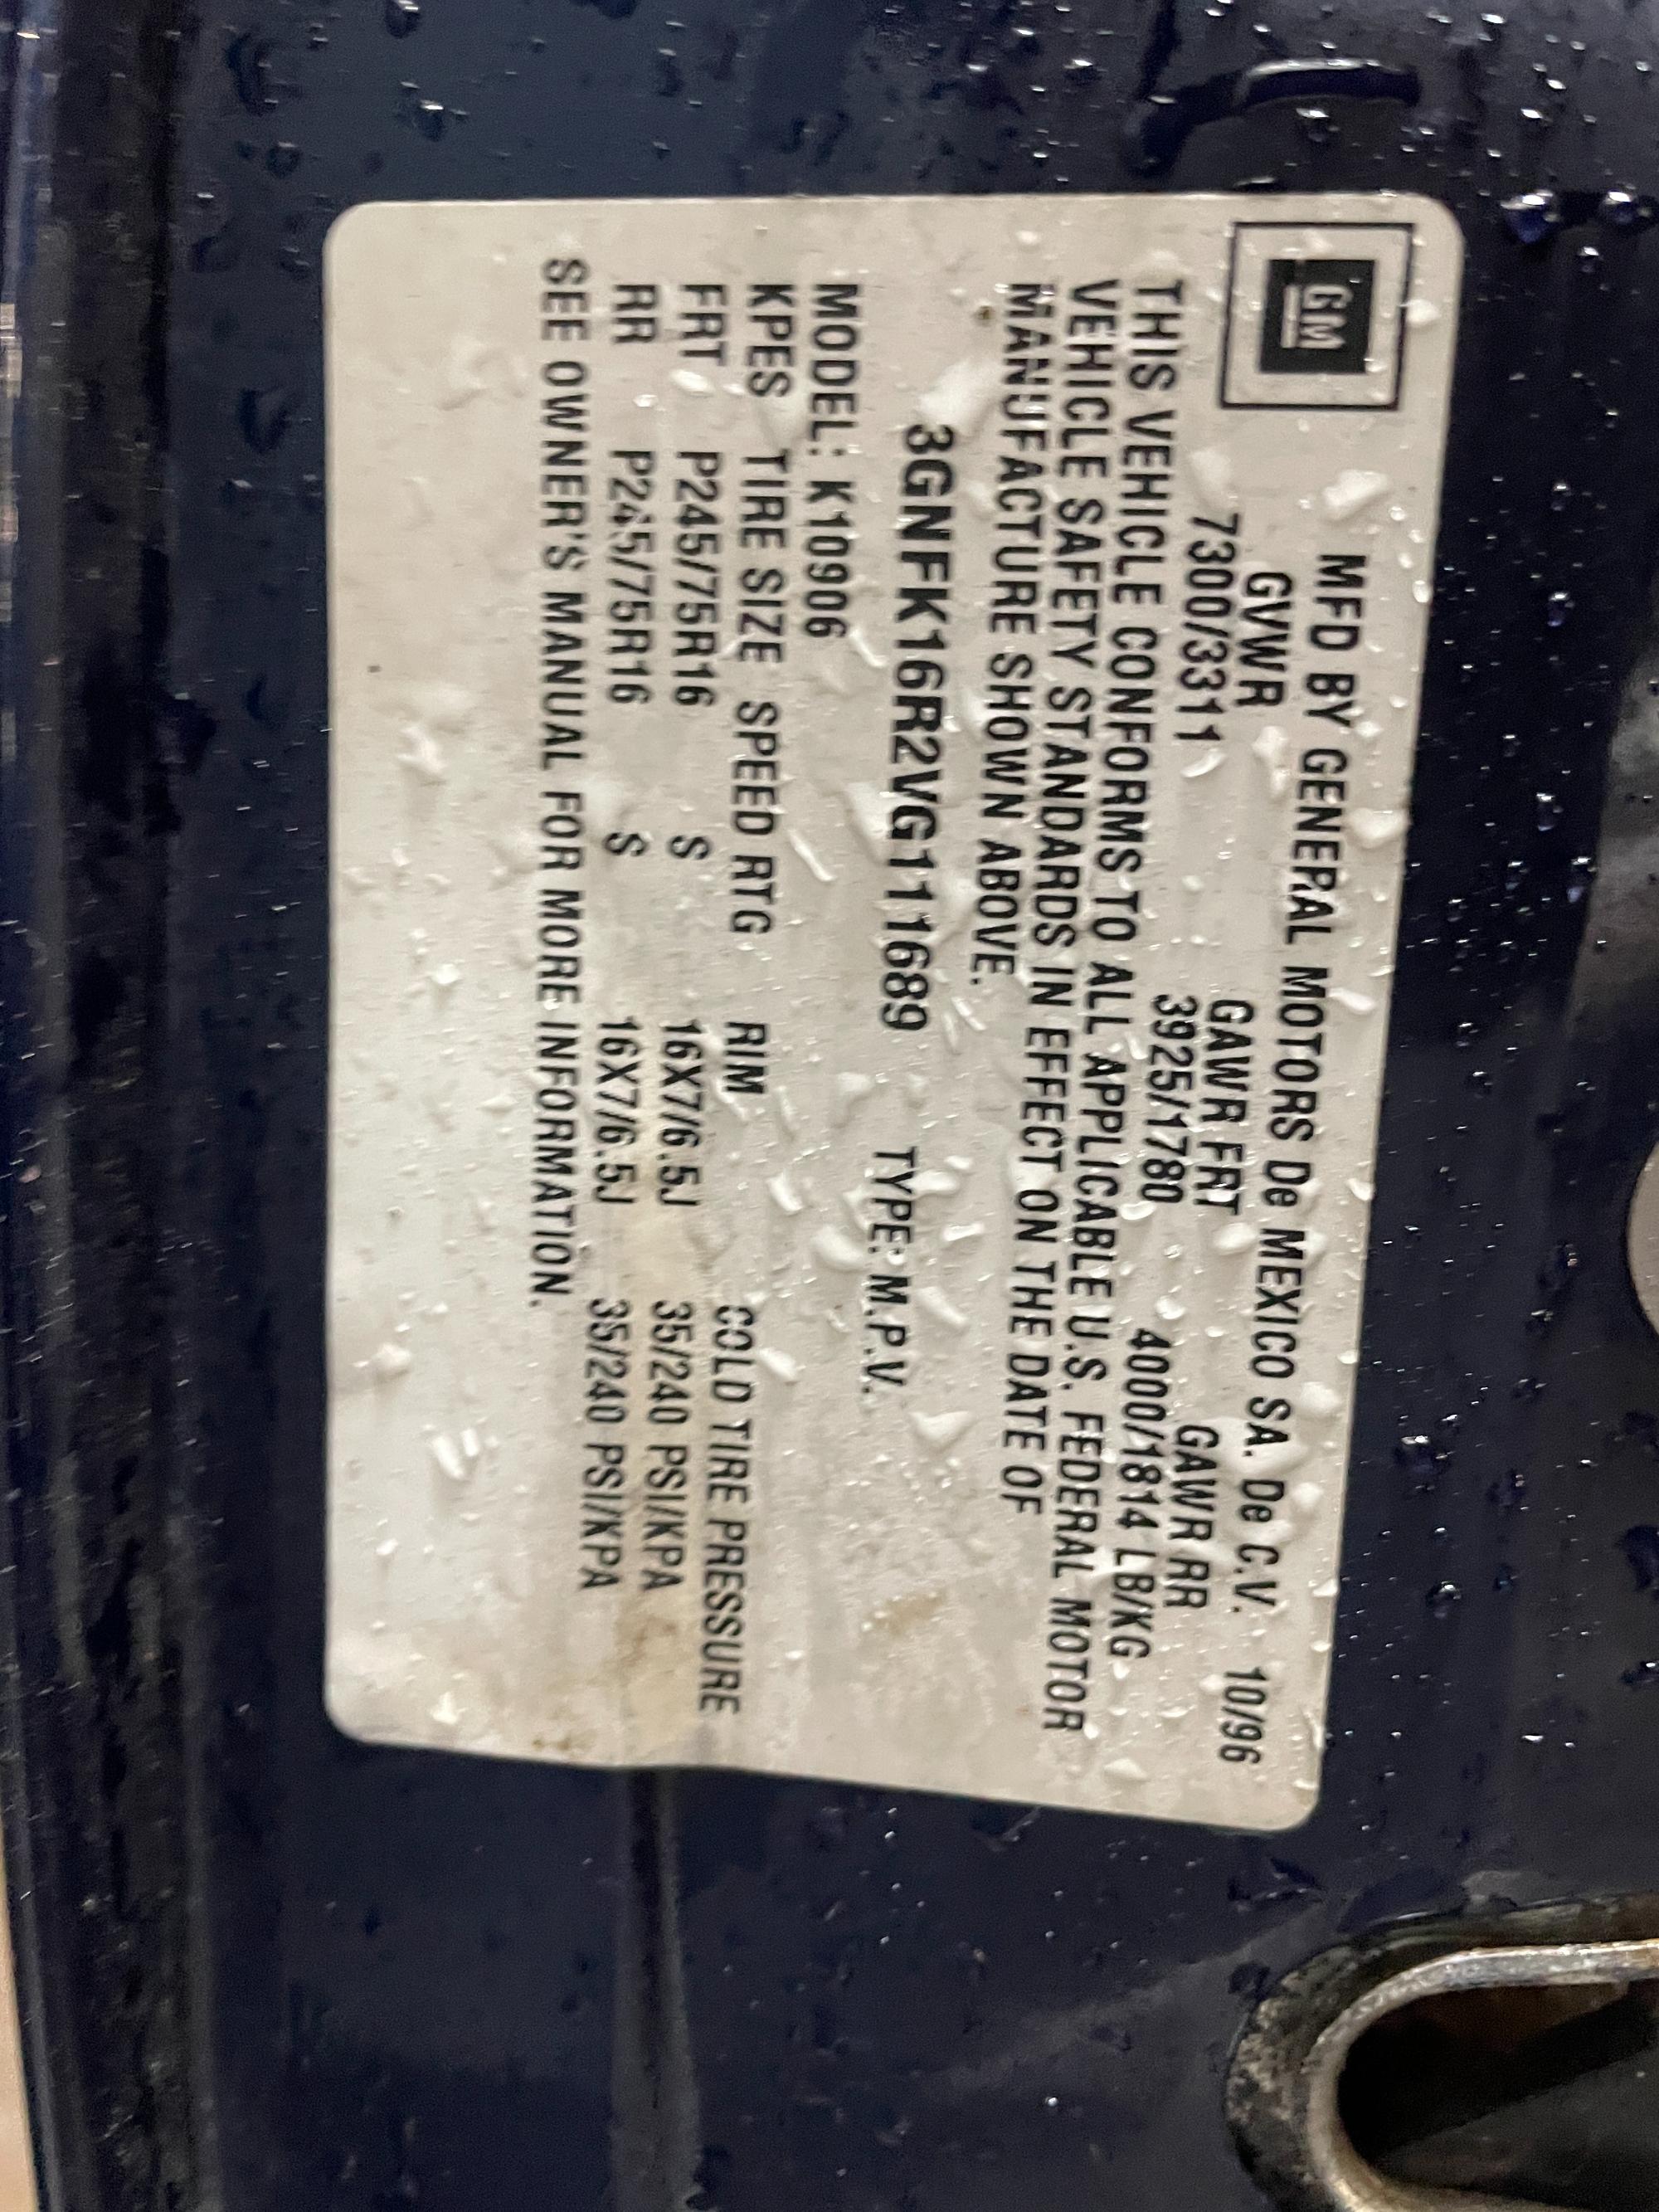 GM
MFD BY GENERAL MOTORS De MEXICO SA. De C.V. 10/96
GVWR GAWR FRT GAWR RR
7300/3311 3925/1780 4000/1814 LB/KG
THIS VEHICLE CONFORMS TO ALL APPLICABLE U.S. FEDERAL MOTOR
VEHICLE SAFETY STANDARDS IN EFFECT ON THE DATE OF
MANUFACTURE SHOWN ABOVE.
3GNFK16R2VG111689 TYPE: M.P.V.
MODEL: K10906
KPES TIRE SIZE SPEED RTG RIM COLD TIRE PRESSURE
FRT P245/75R16 S 16X7/6.5J 35/240 PSI/KPA
RR P245/75R16 S 16X7/6.5J 35/240 PSI/KPA
SEE OWNER'S MANUAL FOR MORE INFORMATION.